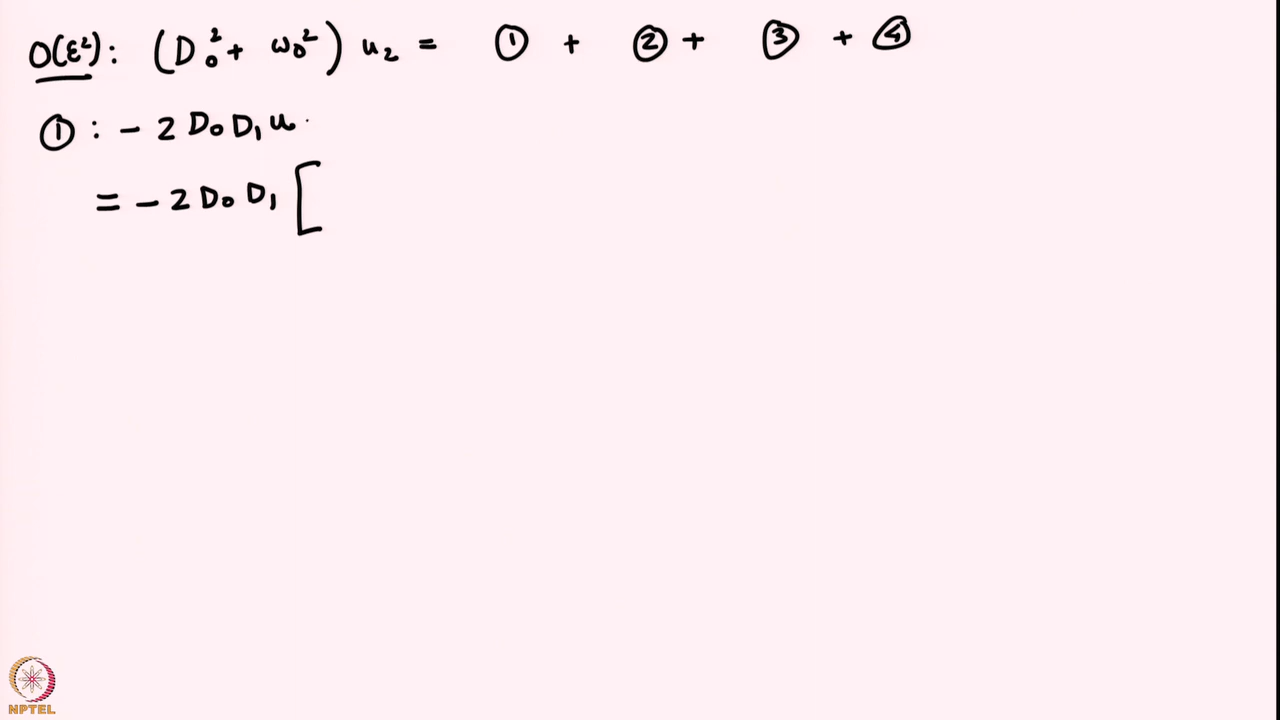 O(ε²): (D₀² + ω₀²) u₂ = ① + ② + ③ + ④
① : - 2 D₀ D₁ u
= - 2 D₀ D₁ [
NPTEL